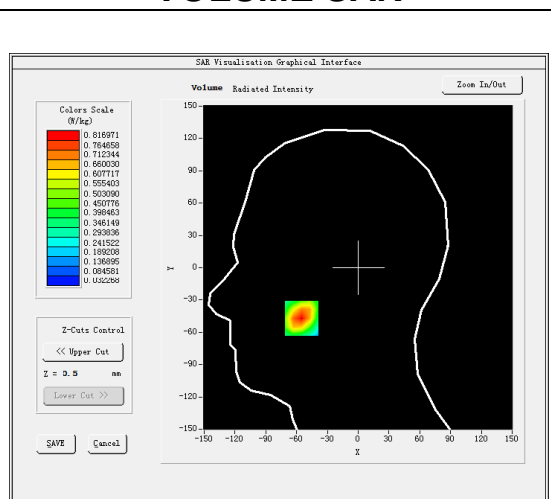 VOLUME SAR
SAR Visualisation Graphical Interface
Volume Radiated Intensity
Zoom In/Out
Colors Scale
(W/kg)
0.816971
0.764658
0.712344
0.660030
0.607717
0.555403
0.503090
0.450776
0.398463
0.346149
0.293836
0.241522
0.189208
0.136895
0.084581
0.032268
Z-Cuts Control
<< Upper Cut
Z = 0.5 mm
Lower Cut >>
SAVE Cancel
150
120
90
60
30
Y 0
-30
-60
-90
-120
-150
-150 -120 -90 -60 -30 0 30 60 90 120 150
X